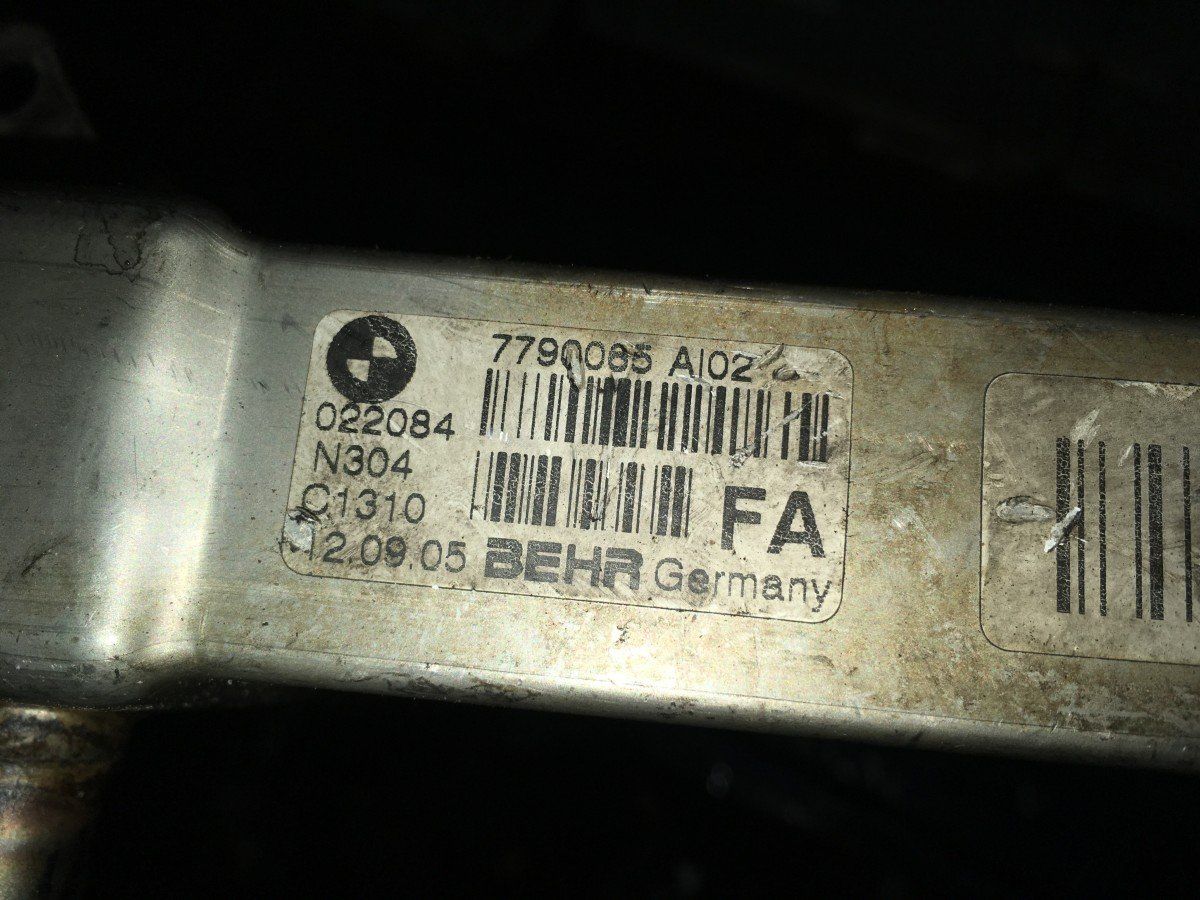 7790085 AI02
022084
N304
C1310
FA
12.09.05 BEHR Germany